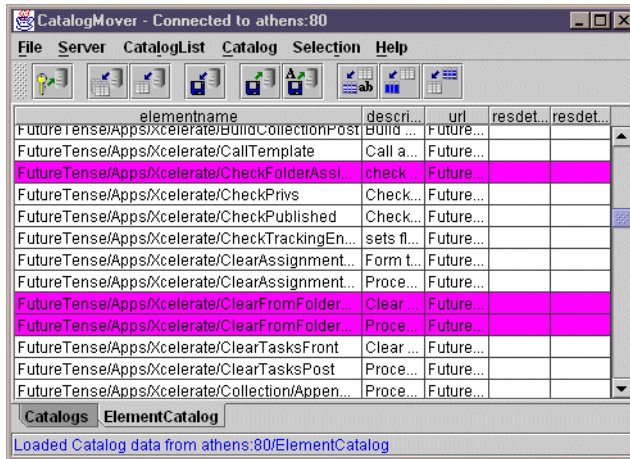 CatalogMover - Connected to athens:80
File Server CatalogList Catalog Selection Help
A ab
elementname descri... url resdet... resdet...
FutureTense/Apps/Xcelerate/BuildCollectionPost Build ... Future...
FutureTense/Apps/Xcelerate/CallTemplate Call a... Future...
FutureTense/Apps/Xcelerate/CheckFolderAssi... check ... Future...
FutureTense/Apps/Xcelerate/CheckPrivs Check... Future...
FutureTense/Apps/Xcelerate/CheckPublished Check... Future...
FutureTense/Apps/Xcelerate/CheckTrackingEn... sets fl... Future...
FutureTense/Apps/Xcelerate/ClearAssignment... Form t... Future...
FutureTense/Apps/Xcelerate/ClearAssignment... Proce... Future...
FutureTense/Apps/Xcelerate/ClearFromFolder... Clear ... Future...
FutureTense/Apps/Xcelerate/ClearFromFolder... Proce... Future...
FutureTense/Apps/Xcelerate/ClearTasksFront Clear ... Future...
FutureTense/Apps/Xcelerate/ClearTasksPost Proce... Future...
FutureTense/Apps/Xcelerate/Collection/Appen... Proce... Future...
Catalogs ElementCatalog
Loaded Catalog data from athens:80/ElementCatalog